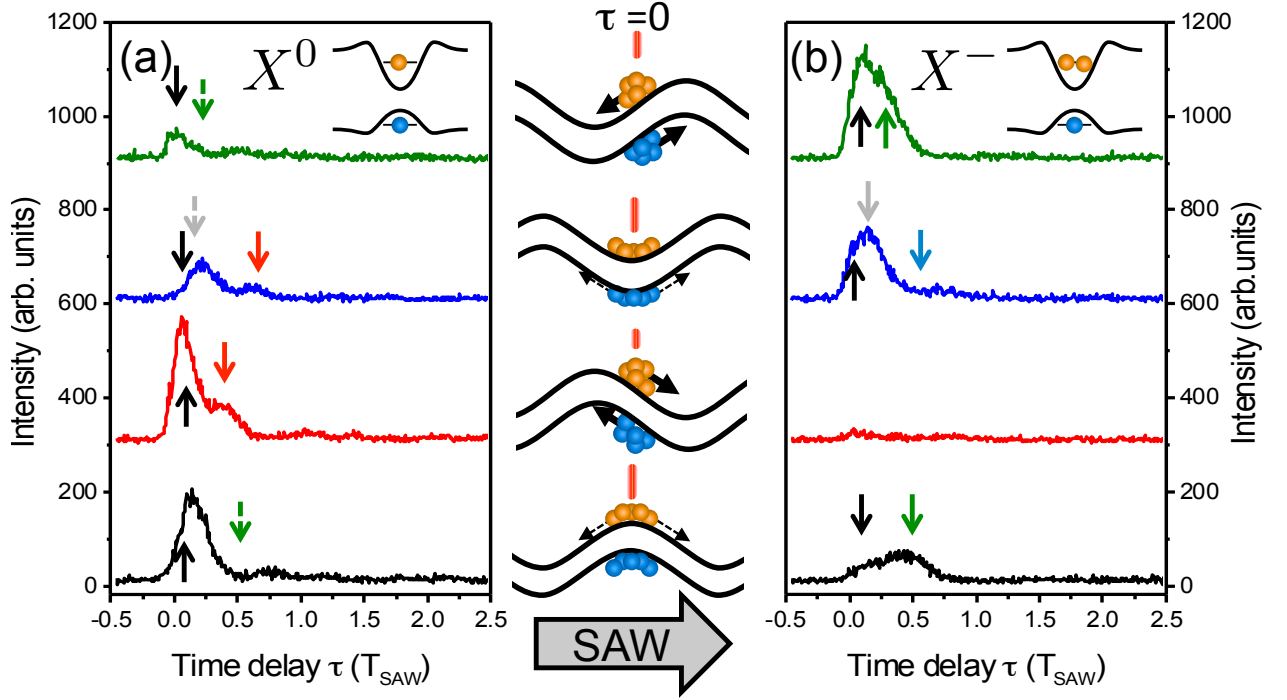 τ =0
(a) X⁰
(b) X⁻
1200
1000
800
600
400
200
0
Intensity (arb. units)
-0.5 0.0 0.5 1.0 1.5 2.0 2.5
Time delay τ (T_SAW)
SAW
1200
1000
800
600
400
200
0
Intensity (arb.units)
-0.5 0.0 0.5 1.0 1.5 2.0 2.5
Time delay τ (T_SAW)